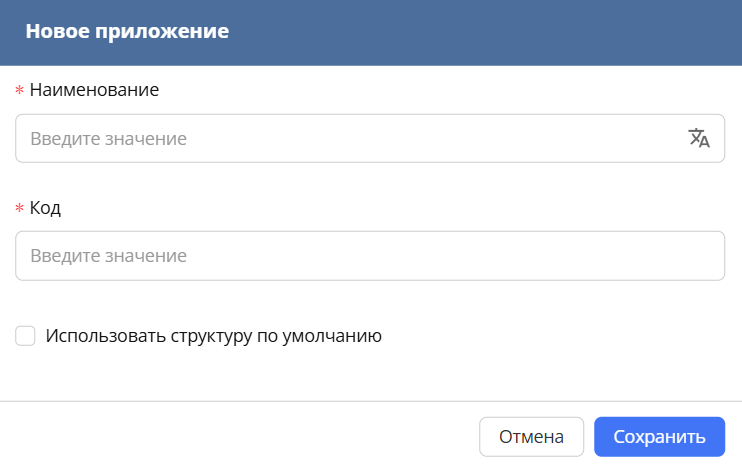 Новое приложение
* Наименование
Введите значение
* Код
Введите значение
Использовать структуру по умолчанию
Отмена
Сохранить